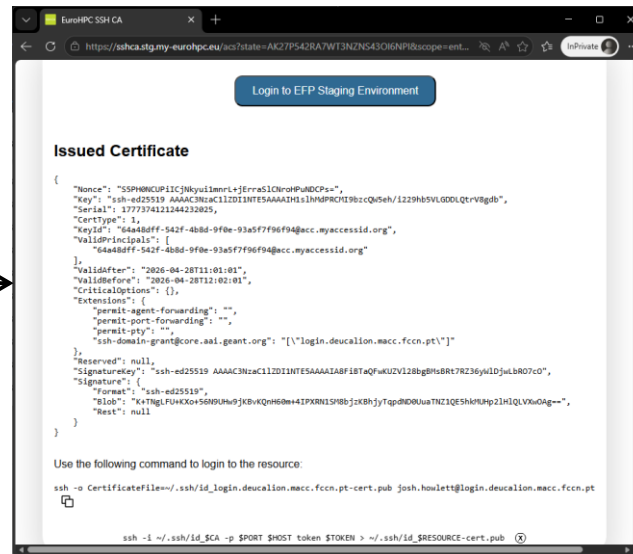 EuroHPC SSH CA
https://sshca.stg.my-eurohpc.eu/acs?state=AK27P542RA7WT3NZNS43OI6NPI&scope=ent...
InPrivate
Login to EFP Staging Environment
Issued Certificate
{
"Nonce": "S5PH0NCUPiICjNkyui1mnrL+jErraSlCNroHPuNDCPs=",
"Key": "ssh-ed25519 AAAAC3NzaC1lZDI1NTE5AAAAIH1slhMdPRCMI9bzcQW5eh/i229hb5VLGDDLQtrV8gdb",
"Serial": 1777374121244232025,
"CertType": 1,
"KeyId": "64a48dff-542f-4b8d-9f0e-93a5f7f96f94@acc.myaccessid.org",
"ValidPrincipals": [
"64a48dff-542f-4b8d-9f0e-93a5f7f96f94@acc.myaccessid.org"
],
"ValidAfter": "2026-04-28T11:01:01",
"ValidBefore": "2026-04-28T12:02:01",
"CriticalOptions": {},
"Extensions": {
"permit-agent-forwarding": "",
"permit-port-forwarding": "",
"permit-pty": "",
"ssh-domain-grant@core.aai.geant.org": "[\"login.deucalion.macc.fccn.pt\"]"
},
"Reserved": null,
"SignatureKey": "ssh-ed25519 AAAAC3NzaC1lZDI1NTE5AAAAIA8FiBTaQFwKUZVl28bgBMsBRt7RZ36yWlDjwLbRO7cO",
"Signature": {
"Format": "ssh-ed25519",
"Blob": "K+TNgLFU+KXo+56N9UHw9jKBvKQnH60m+4IPXRN1SM8bjzKBhjyTqpdND0UuaTNZ1QE5hkMUHp2lHlQLVXwOAg==",
"Rest": null
}
}
Use the following command to login to the resource:
ssh -o CertificateFile=~/.ssh/id_login.deucalion.macc.fccn.pt-cert.pub josh.howlett@login.deucalion.macc.fccn.pt
ssh -i ~/.ssh/id_$CA -p $PORT $HOST token $TOKEN > ~/.ssh/id_$RESOURCE-cert.pub